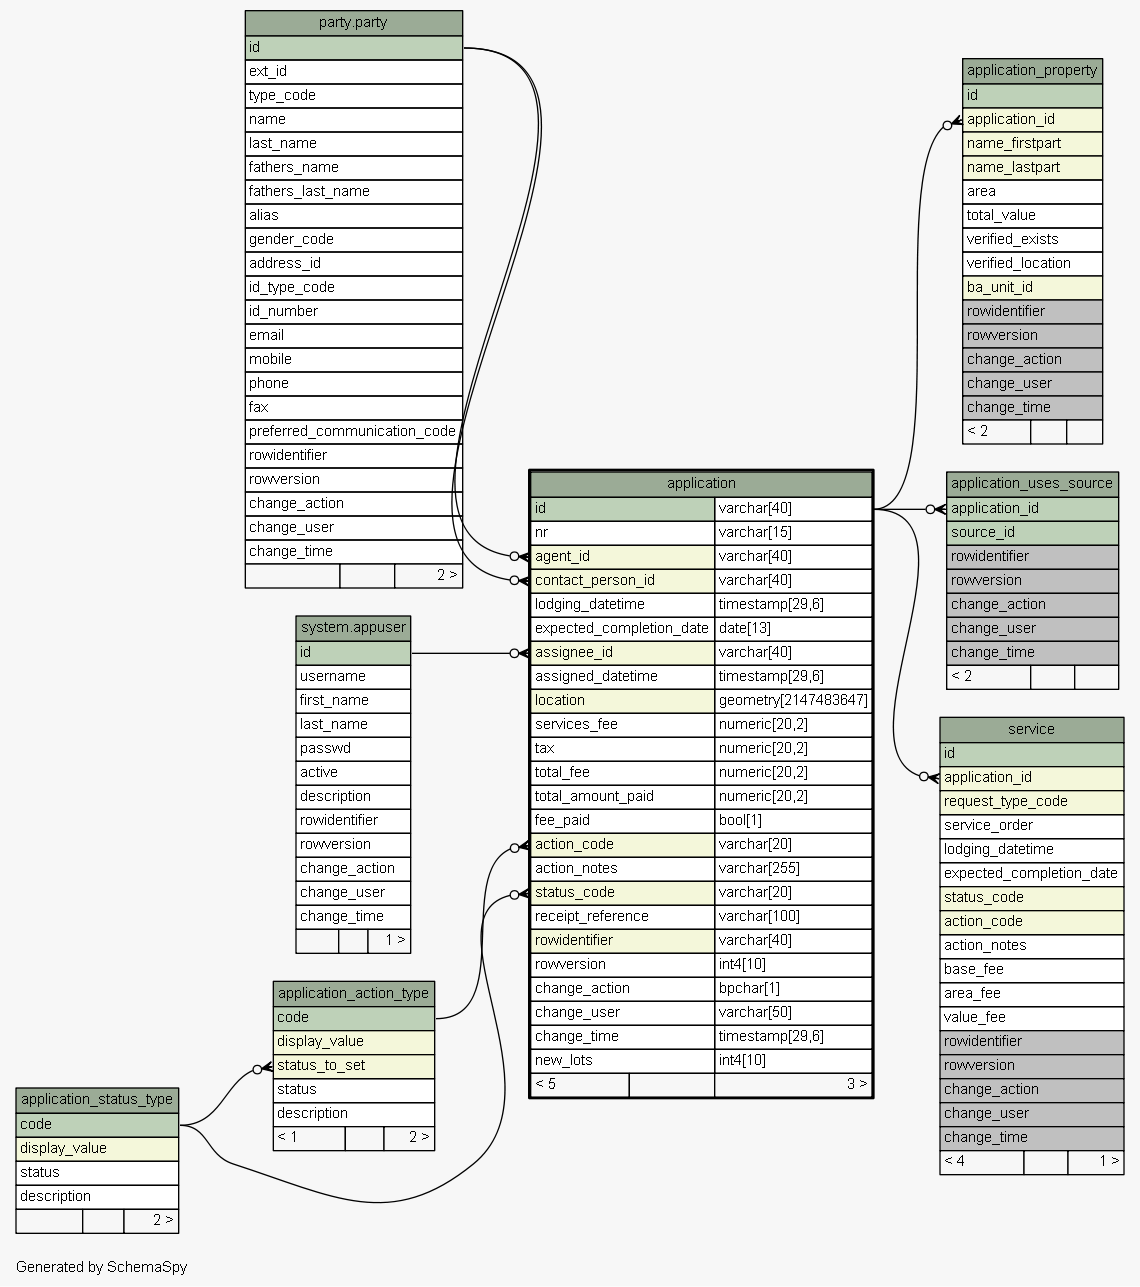 party.party
id
ext_id
type_code
name
last_name
fathers_name
fathers_last_name
alias
gender_code
address_id
id_type_code
id_number
email
mobile
phone
fax
preferred_communication_code
rowidentifier
rowversion
change_action
change_user
change_time
2 >
application_property
id
application_id
name_firstpart
name_lastpart
area
total_value
verified_exists
verified_location
ba_unit_id
rowidentifier
rowversion
change_action
change_user
change_time
< 2
application
id varchar[40]
nr varchar[15]
agent_id varchar[40]
contact_person_id varchar[40]
lodging_datetime timestamp[29,6]
expected_completion_date date[13]
assignee_id varchar[40]
assigned_datetime timestamp[29,6]
location geometry[2147483647]
services_fee numeric[20,2]
tax numeric[20,2]
total_fee numeric[20,2]
total_amount_paid numeric[20,2]
fee_paid bool[1]
action_code varchar[20]
action_notes varchar[255]
status_code varchar[20]
receipt_reference varchar[100]
rowidentifier varchar[40]
rowversion int4[10]
change_action bpchar[1]
change_user varchar[50]
change_time timestamp[29,6]
new_lots int4[10]
< 5 3 >
application_uses_source
application_id
source_id
rowidentifier
rowversion
change_action
change_user
change_time
< 2
system.appuser
id
username
first_name
last_name
passwd
active
description
rowidentifier
rowversion
change_action
change_user
change_time
1 >
service
id
application_id
request_type_code
service_order
lodging_datetime
expected_completion_date
status_code
action_code
action_notes
base_fee
area_fee
value_fee
rowidentifier
rowversion
change_action
change_user
change_time
< 4 1 >
application_action_type
code
display_value
status_to_set
status
description
< 1 2 >
application_status_type
code
display_value
status
description
2 >
Generated by SchemaSpy